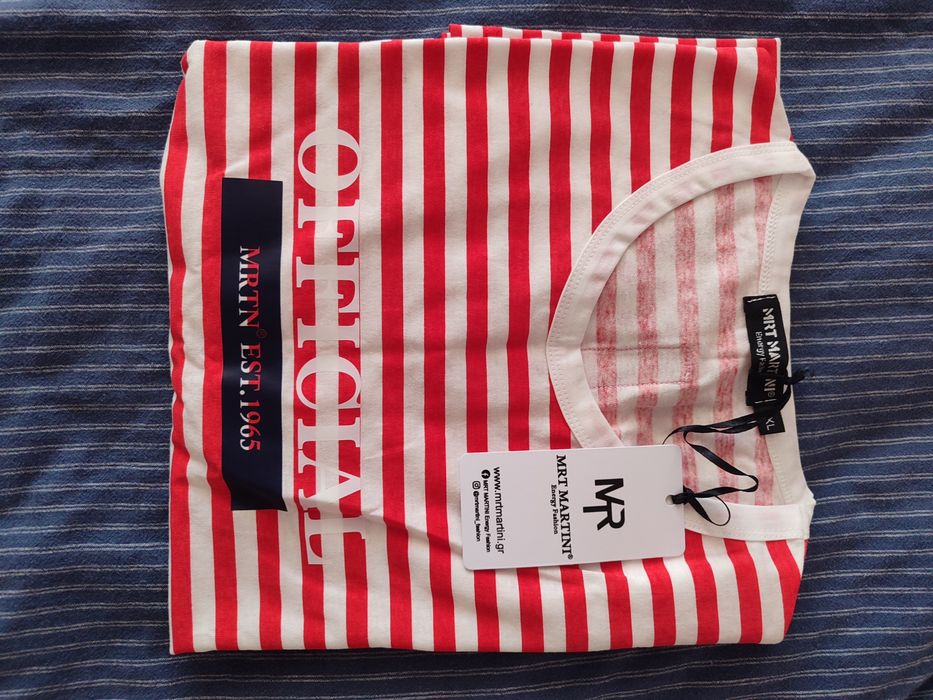 OFFICIAL
MRTN® EST.1965
MRT MARTINI®
Energy Fashion
XL
MR
MRT MARTINI®
Energy Fashion
www.mrtmartini.gr
MRT MARTINI Energy Fashion
@mrtmartini_fashion